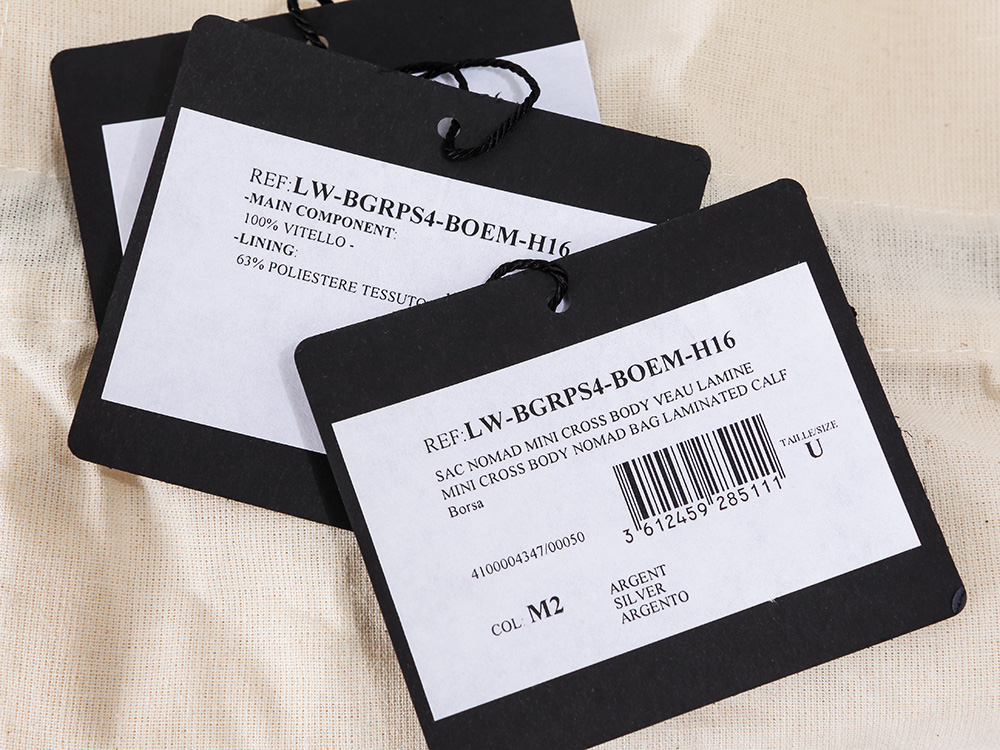 REF:LW-BGRPS4-BOEM-H16
-MAIN COMPONENT:
100% VITELLO -
-LINING:
63% POLIESTERE TESSUTO
REF:LW-BGRPS4-BOEM-H16
SAC NOMAD MINI CROSS BODY VEAU LAMINE
MINI CROSS BODY NOMAD BAG LAMINATED CALF
Borsa
TAILLE/SIZE
U
3 612459 285111
4100004347/00050
COL: M2
ARGENT
SILVER
ARGENTO